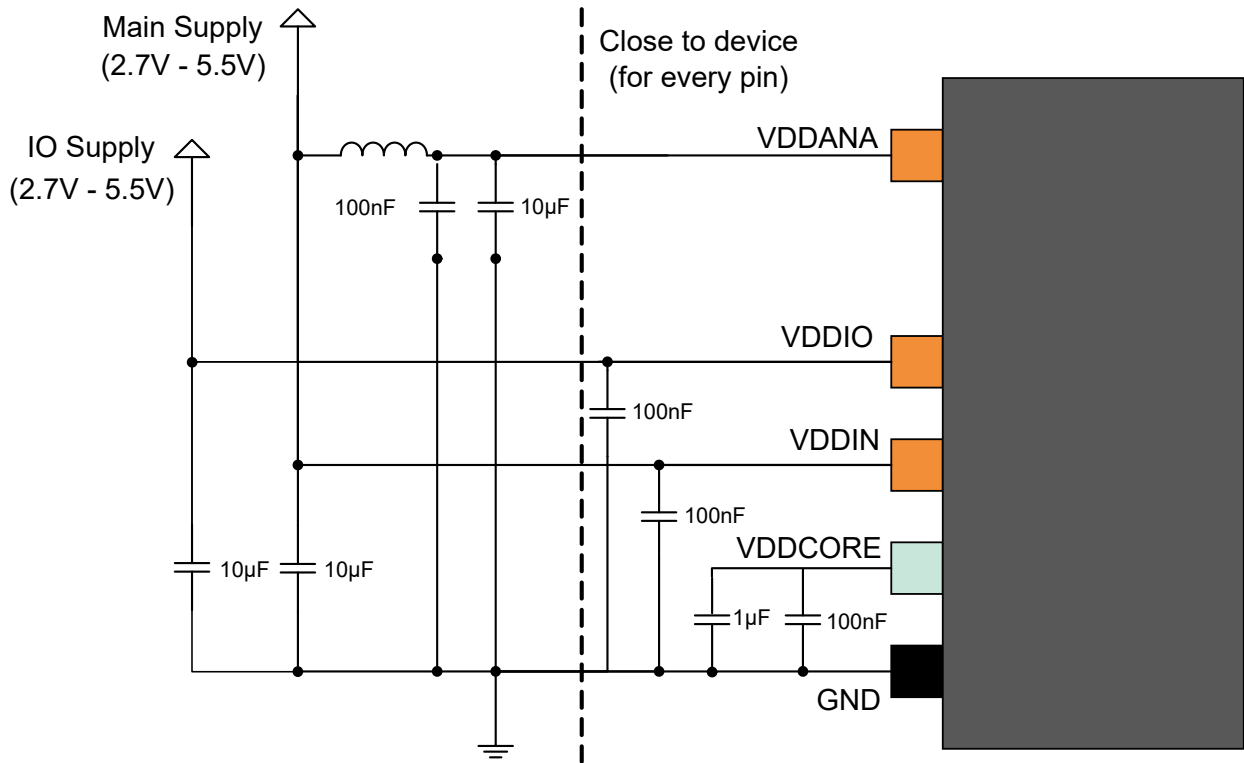 Main Supply
(2.7V - 5.5V)
Close to device
(for every pin)
VDDANA
IO Supply
(2.7V - 5.5V)
100nF
10µF
VDDIO
100nF
VDDIN
100nF
VDDCORE
10µF
10µF
1µF
100nF
GND